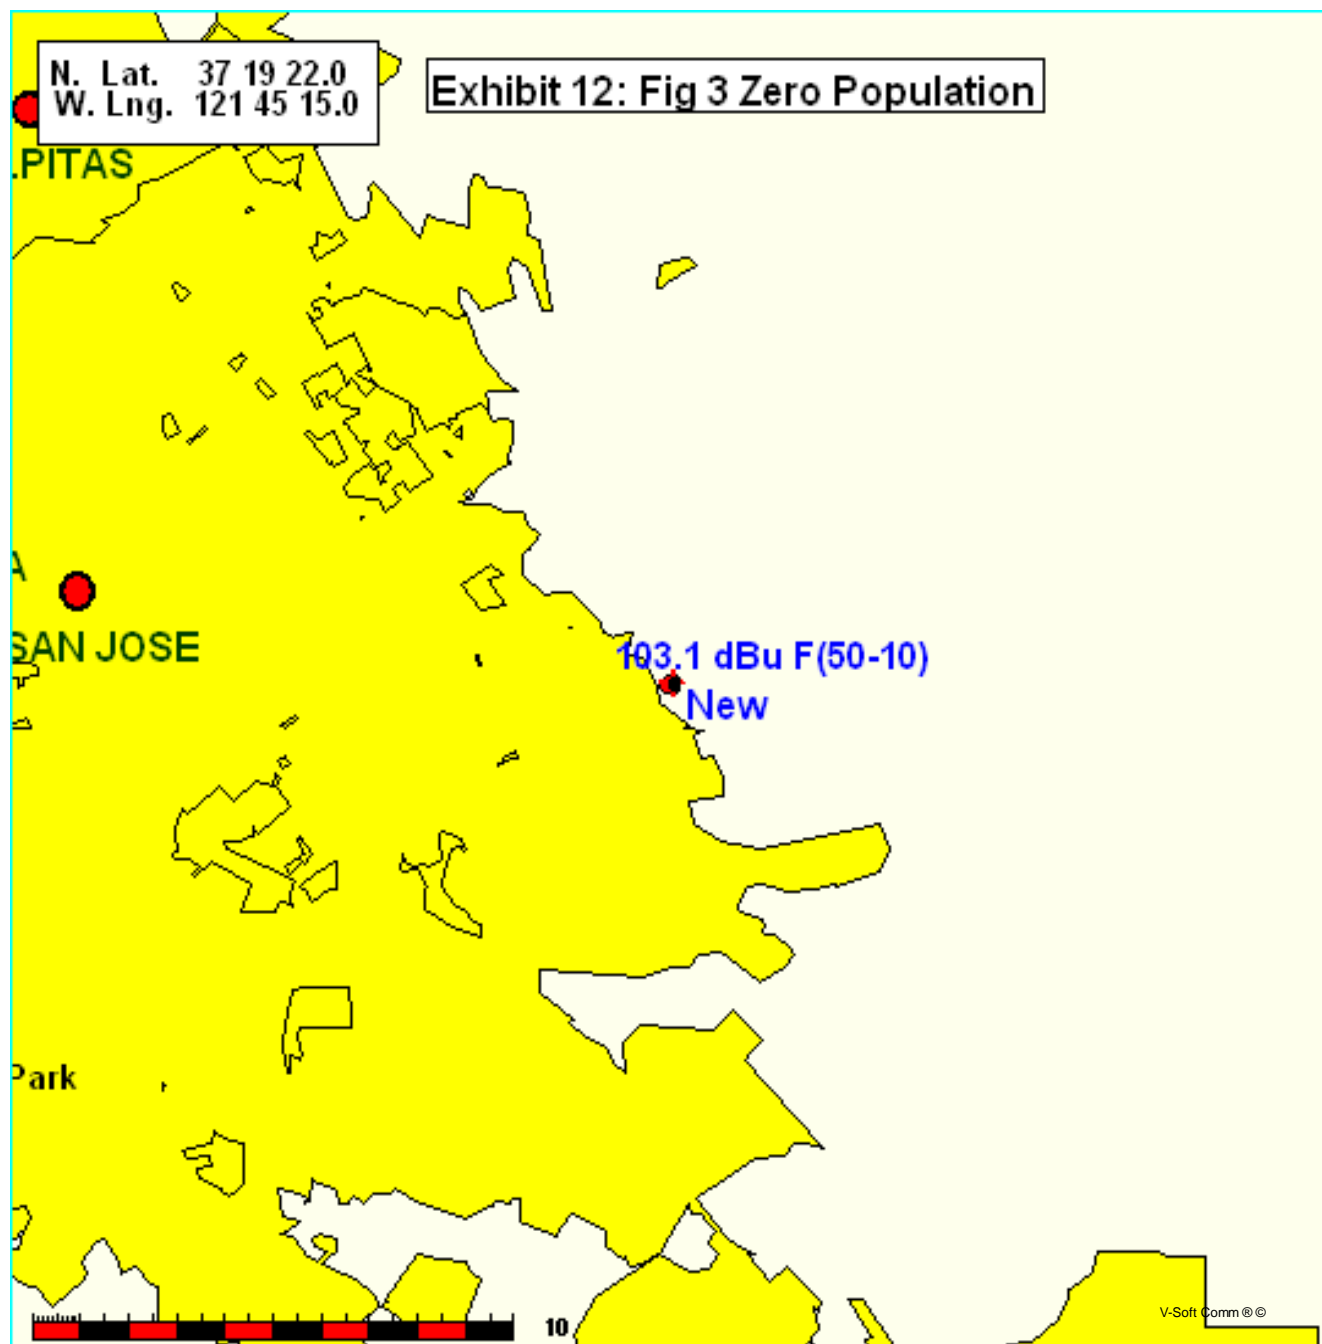 N. Lat. 37 19 22.0
W. Lng. 121 45 15.0
Exhibit 12: Fig 3 Zero Population
.PITAS
A
SAN JOSE
103.1 dBu F(50-10)
New
Park
V-Soft Comm ® ©
10